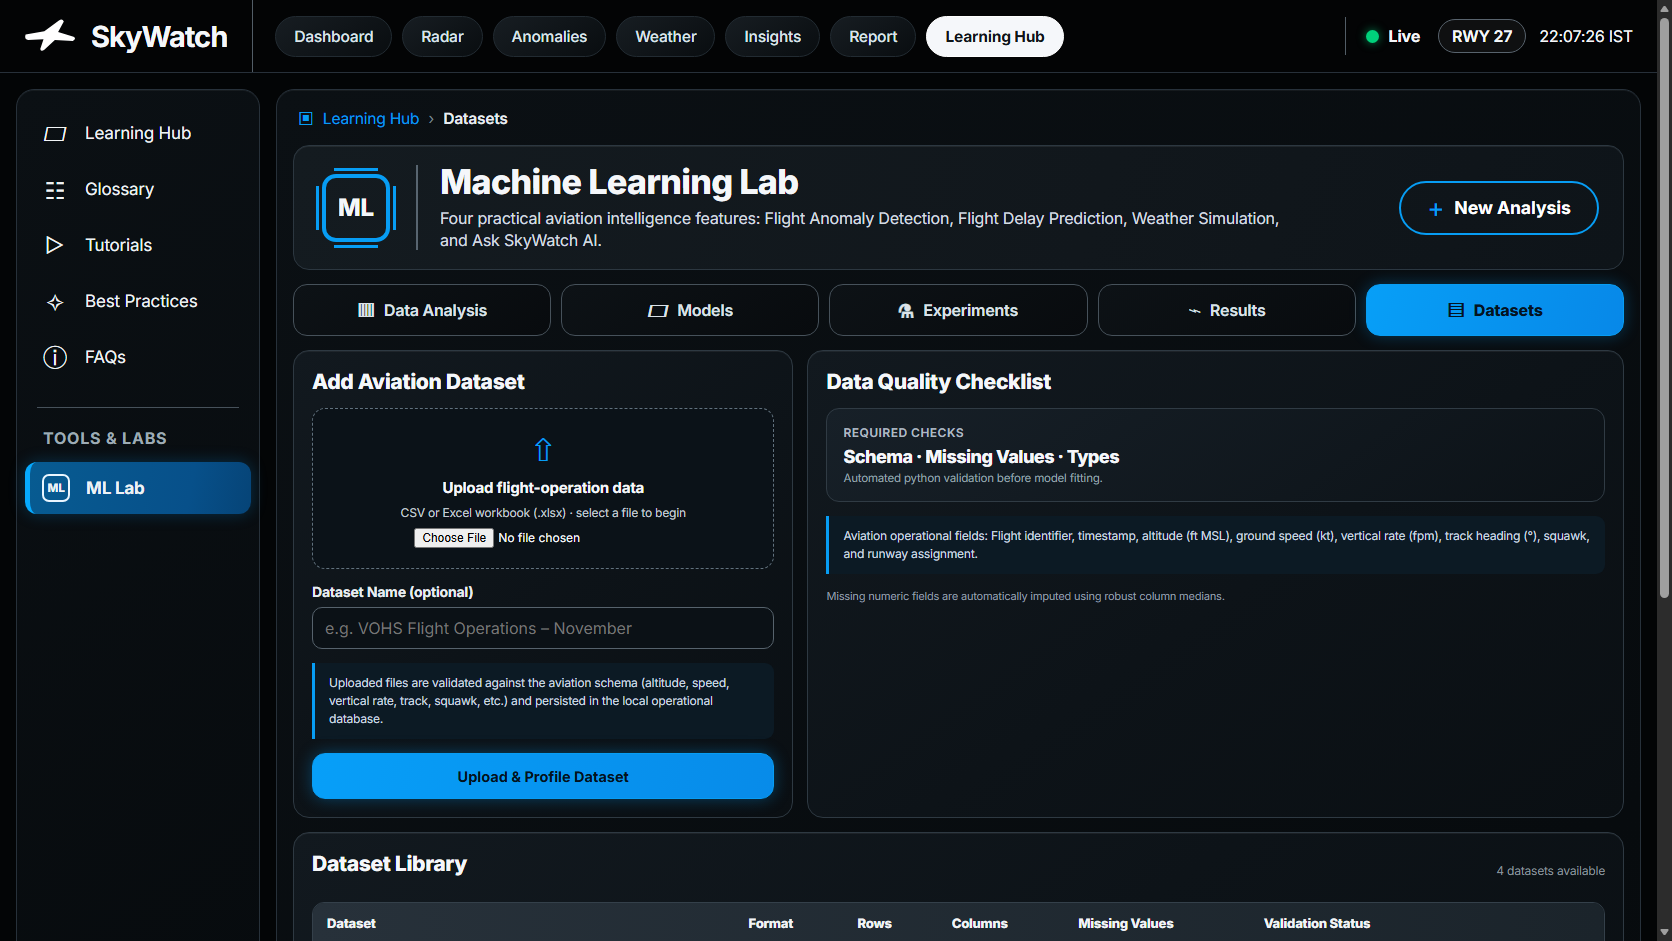 SkyWatch
Dashboard
Radar
Anomalies
Weather
Insights
Report
Learning Hub
Live
RWY 27
22:07:26 IST
Learning Hub
Glossary
Tutorials
Best Practices
FAQs
TOOLS & LABS
ML
ML Lab
Learning Hub › Datasets
ML
Machine Learning Lab
Four practical aviation intelligence features: Flight Anomaly Detection, Flight Delay Prediction, Weather Simulation,
and Ask SkyWatch AI.
+ New Analysis
Data Analysis
Models
Experiments
Results
Datasets
Add Aviation Dataset
Upload flight-operation data
CSV or Excel workbook (.xlsx) · select a file to begin
Choose File No file chosen
Dataset Name (optional)
e.g. VOHS Flight Operations – November
Uploaded files are validated against the aviation schema (altitude, speed,
vertical rate, track, squawk, etc.) and persisted in the local operational
database.
Upload & Profile Dataset
Data Quality Checklist
REQUIRED CHECKS
Schema · Missing Values · Types
Automated python validation before model fitting.
Aviation operational fields: Flight identifier, timestamp, altitude (ft MSL), ground speed (kt), vertical rate (fpm), track heading (°), squawk,
and runway assignment.
Missing numeric fields are automatically imputed using robust column medians.
Dataset Library
4 datasets available
Dataset
Format
Rows
Columns
Missing Values
Validation Status